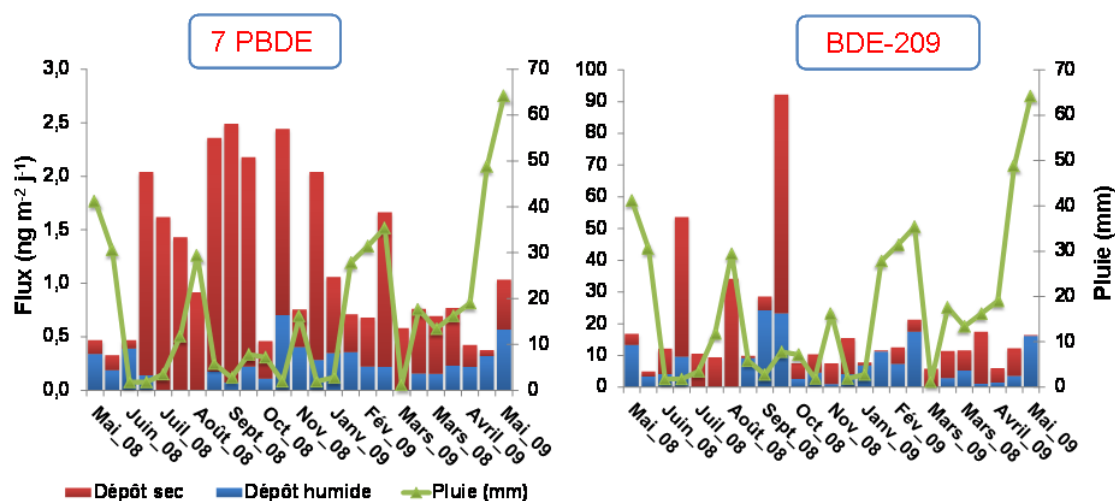 7 PBDE
BDE-209
Flux (ng m-2 j-1)
3,0
2,5
2,0
1,5
1,0
0,5
0,0
70
60
50
40
30
20
10
0
Mai_08
Juin_08
Juil_08
Août_08
Sept_08
Oct_08
Nov_08
Janv_09
Fév_09
Mars_09
Mars_08
Avril_09
Mai_09
100
90
80
70
60
50
40
30
20
10
0
70
60
50
40
30
20
10
0
Pluie (mm)
Mai_08
Juin_08
Juil_08
Août_08
Sept_08
Oct_08
Nov_08
Janv_09
Fév_09
Mars_09
Mars_08
Avril_09
Mai_09
Dépôt sec
Dépôt humide
Pluie (mm)